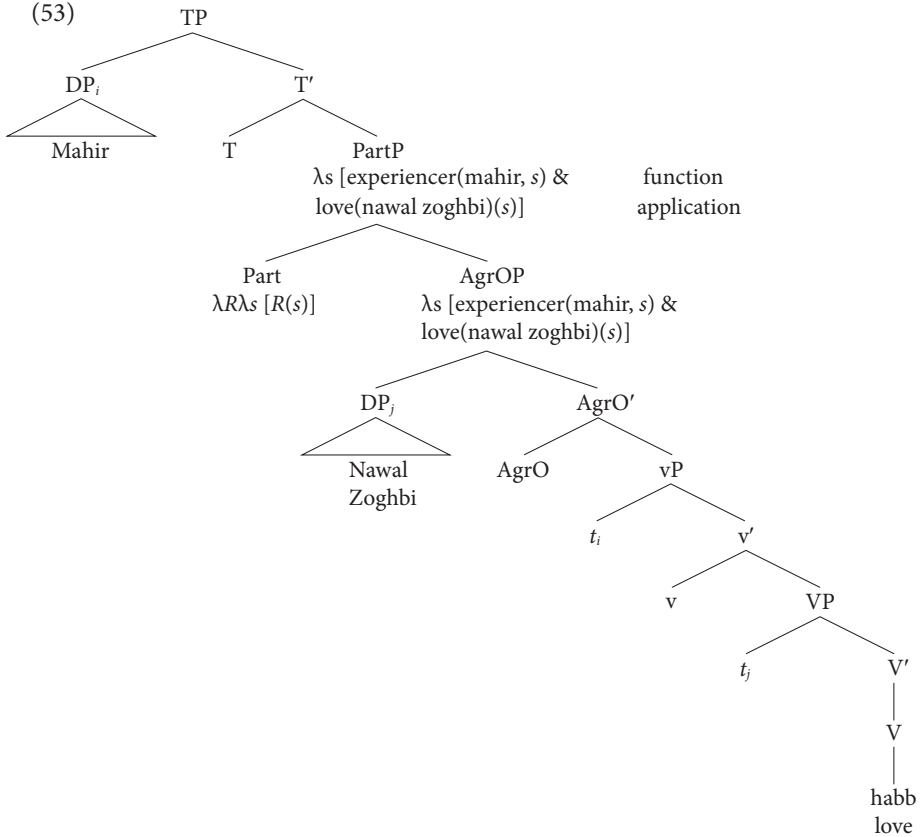 (53)
TP
DPᵢ T′
Mahir T PartP
λs [experiencer(mahir, s) & function
love(nawal zoghbi)(s)] application
Part AgrOP
λRλs [R(s)] λs [experiencer(mahir, s) &
love(nawal zoghbi)(s)]
DPⱼ AgrO′
Nawal AgrO vP
Zoghbi
tᵢ v′
v VP
tⱼ V′
V
habb
love